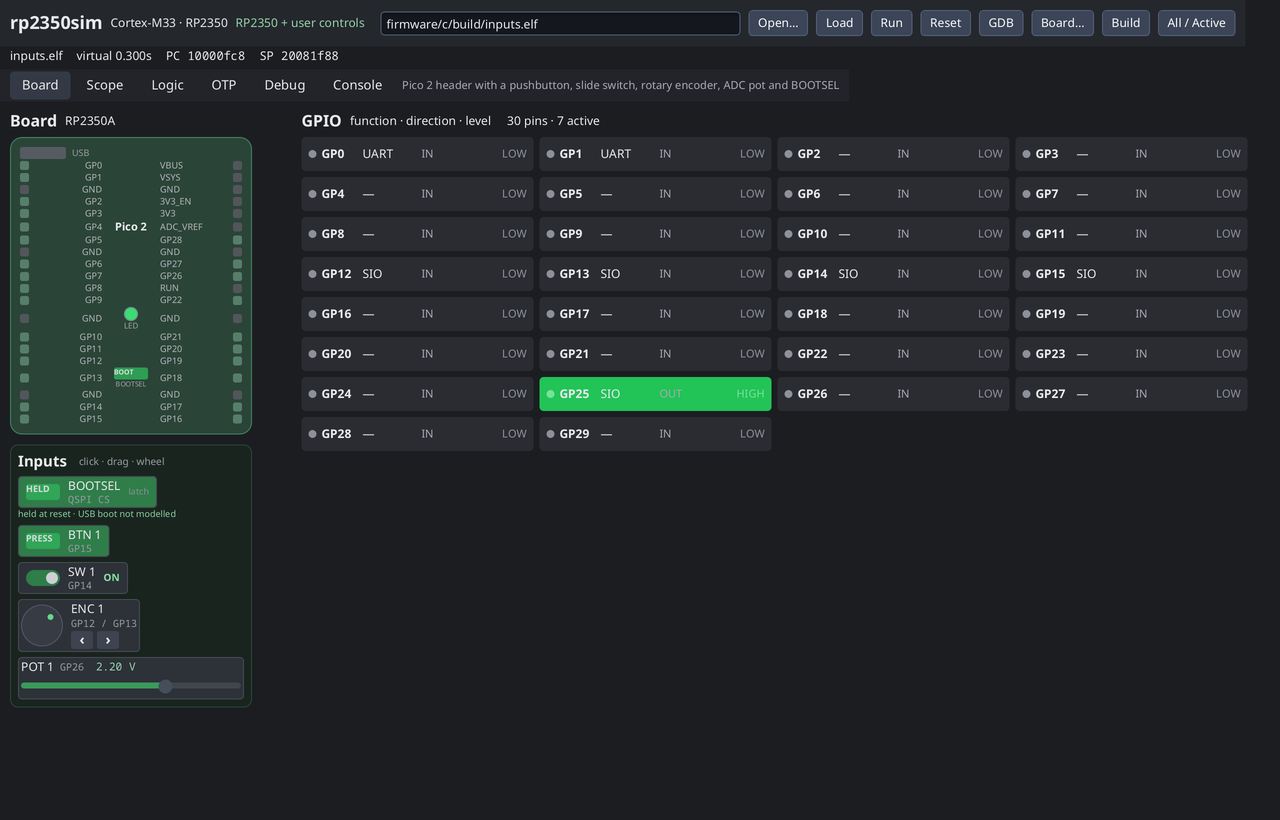 rp2350sim Cortex-M33 · RP2350 RP2350 + user controls firmware/c/build/inputs.elf Open... Load Run Reset GDB Board... Build All / Active
inputs.elf virtual 0.300s PC 10000fc8 SP 20081f88
Board Scope Logic OTP Debug Console Pico 2 header with a pushbutton, slide switch, rotary encoder, ADC pot and BOOTSEL
Board RP2350A
USB
GP0 VBUS
GP1 VSYS
GND GND
GP2 3V3_EN
GP3 3V3
GP4 Pico 2 ADC_VREF
GP5 GP28
GND GND
GP6 GP27
GP7 GP26
GP8 RUN
GP9 GP22
GND GND
LED
GP10 GP21
GP11 GP20
GP12 GP19
BOOT
GP13 GP18
BOOTSEL
GND GND
GP14 GP17
GP15 GP16
Inputs click · drag · wheel
HELD BOOTSEL latch
QSPI CS
held at reset · USB boot not modelled
PRESS BTN 1
GP15
SW 1 ON
GP14
ENC 1
GP12 / GP13
‹ ›
POT 1 GP26 2.20 V
GPIO function · direction · level 30 pins · 7 active
GP0 UART IN LOW GP1 UART IN LOW GP2 — IN LOW GP3 — IN LOW
GP4 — IN LOW GP5 — IN LOW GP6 — IN LOW GP7 — IN LOW
GP8 — IN LOW GP9 — IN LOW GP10 — IN LOW GP11 — IN LOW
GP12 SIO IN LOW GP13 SIO IN LOW GP14 SIO IN LOW GP15 SIO IN LOW
GP16 — IN LOW GP17 — IN LOW GP18 — IN LOW GP19 — IN LOW
GP20 — IN LOW GP21 — IN LOW GP22 — IN LOW GP23 — IN LOW
GP24 — IN LOW GP25 SIO OUT HIGH GP26 — IN LOW GP27 — IN LOW
GP28 — IN LOW GP29 — IN LOW